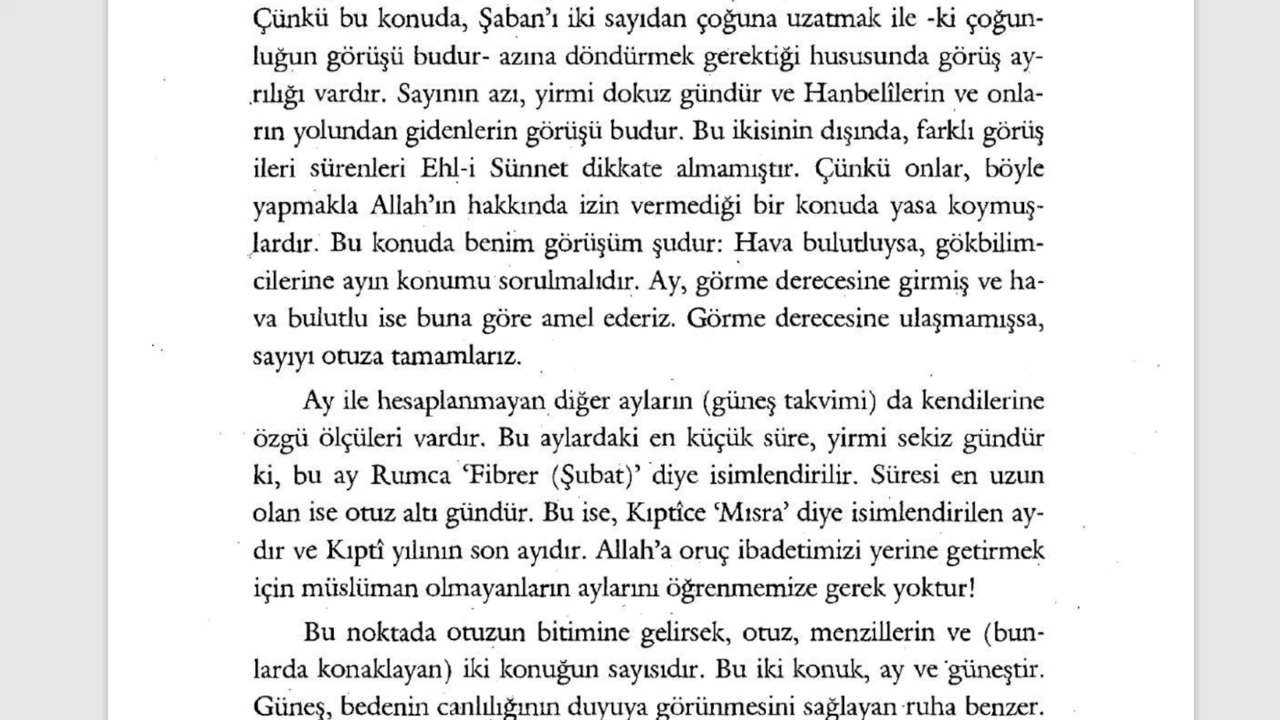 Çünkü bu konuda, Şaban'ı iki sayıdan çoğuna uzatmak ile -ki çoğun-
luğun görüşü budur- azına döndürmek gerektiği hususunda görüş ay-
rılığı vardır. Sayının azı, yirmi dokuz gündür ve Hanbelîlerin ve onla-
rın yolundan gidenlerin görüşü budur. Bu ikisinin dışında, farklı görüş
ileri sürenleri Ehl-i Sünnet dikkate almamıştır. Çünkü onlar, böyle
yapmakla Allah'ın hakkında izin vermediği bir konuda yasa koymuş-
lardır. Bu konuda benim görüşüm şudur: Hava bulutluysa, gökbilim-
cilerine ayın konumu sorulmalıdır. Ay, görme derecesine girmiş ve ha-
va bulutlu ise buna göre amel ederiz. Görme derecesine ulaşmamışsa,
sayıyı otuza tamamlarız.
Ay ile hesaplanmayan diğer ayların (güneş takvimi) da kendilerine
özgü ölçüleri vardır. Bu aylardaki en küçük süre, yirmi sekiz gündür
ki, bu ay Rumca 'Fibrer (Şubat)' diye isimlendirilir. Süresi en uzun
olan ise otuz altı gündür. Bu ise, Kıptîce 'Mısra' diye isimlendirilen ay-
dır ve Kıptî yılının son ayıdır. Allah'a oruç ibadetimizi yerine getirmek
için müslüman olmayanların aylarını öğrenmemize gerek yoktur!
Bu noktada otuzun bitimine gelirsek, otuz, menzillerin ve (bun-
larda konaklayan) iki konuğun sayısıdır. Bu iki konuk, ay ve güneştir.
Güneş, bedenin canlılığının duyuya görünmesini sağlayan ruha benzer.